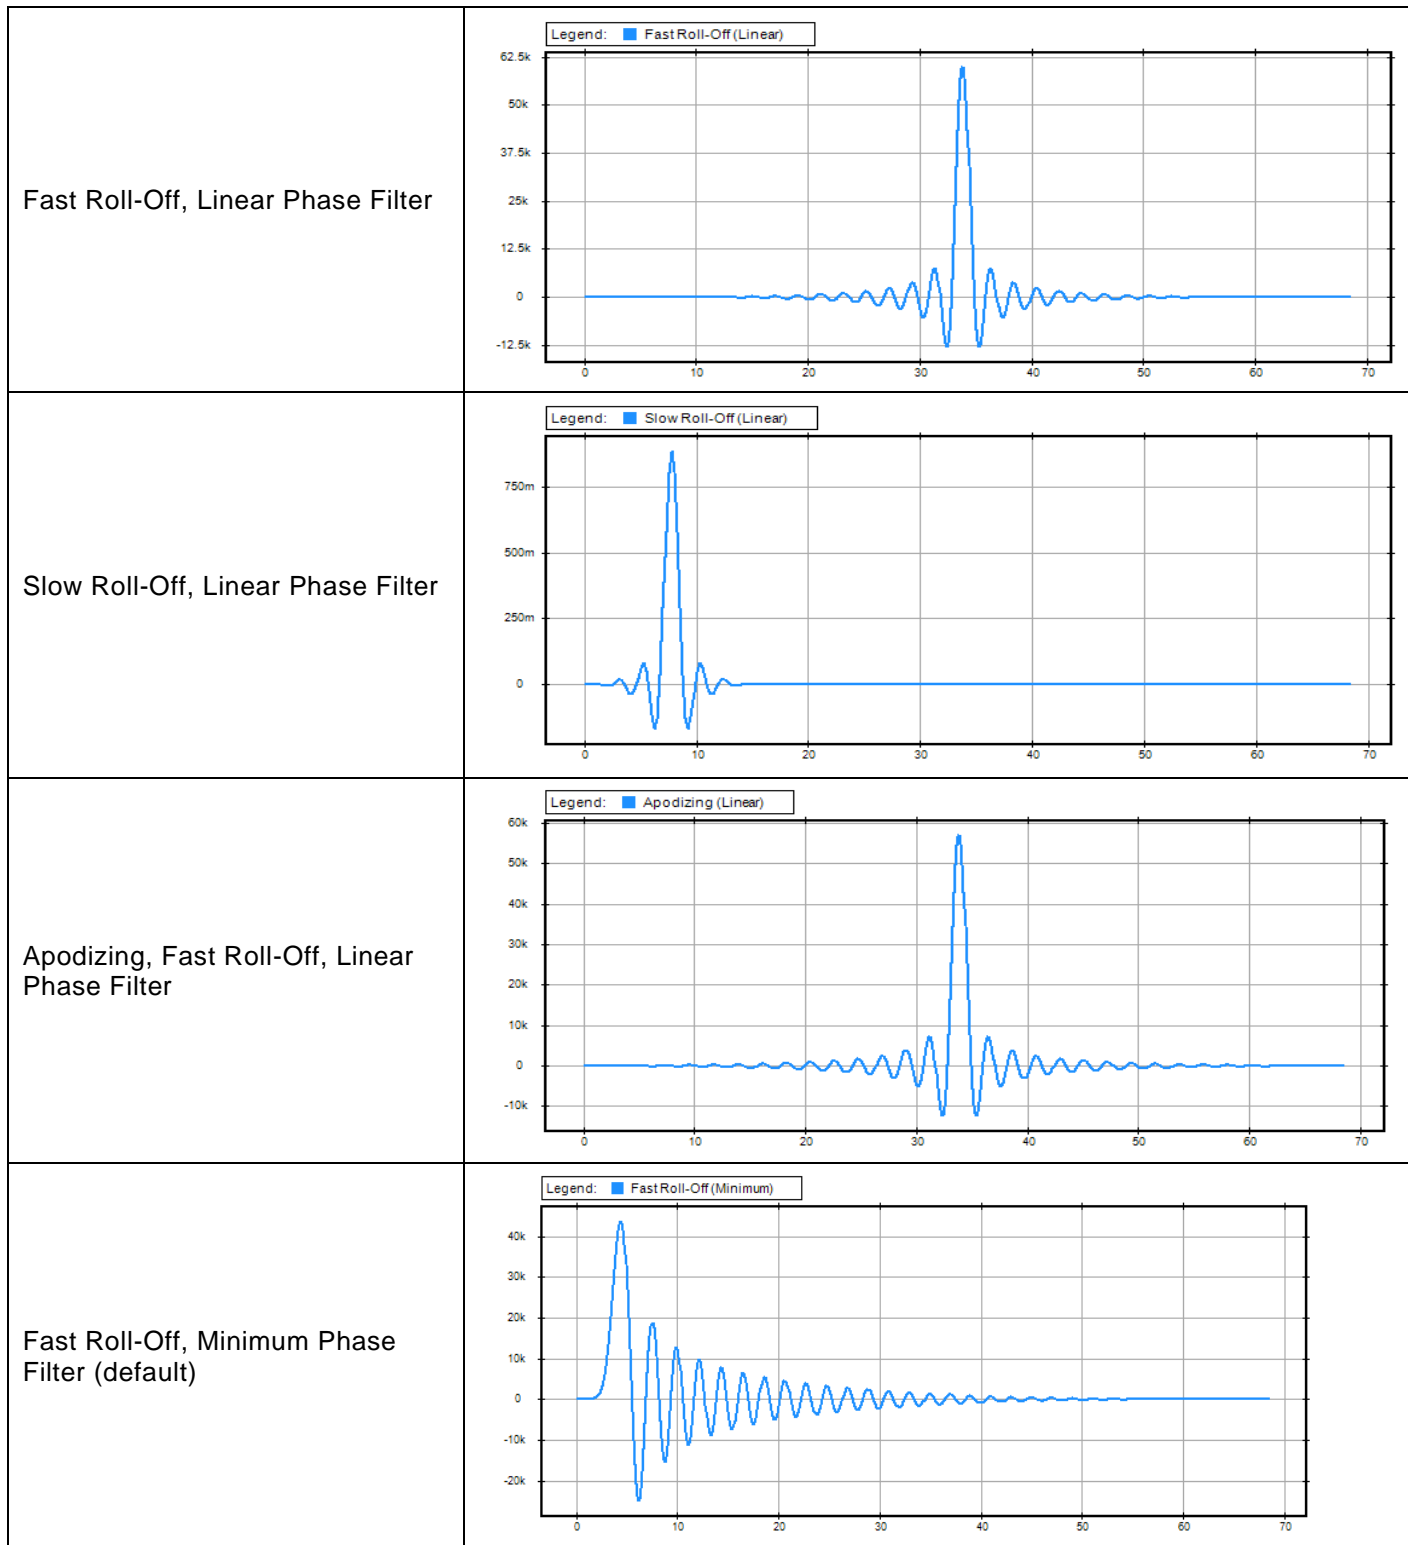 Fast Roll-Off, Linear Phase Filter
Legend: Fast Roll-Off (Linear)
62.5k
50k
37.5k
25k
12.5k
0
-12.5k
0 10 20 30 40 50 60 70
Slow Roll-Off, Linear Phase Filter
Legend: Slow Roll-Off (Linear)
750m
500m
250m
0
0 10 20 30 40 50 60 70
Apodizing, Fast Roll-Off, Linear
Phase Filter
Legend: Apodizing (Linear)
60k
50k
40k
30k
20k
10k
0
-10k
0 10 20 30 40 50 60 70
Fast Roll-Off, Minimum Phase
Filter (default)
Legend: Fast Roll-Off (Minimum)
40k
30k
20k
10k
0
-10k
-20k
0 10 20 30 40 50 60 70